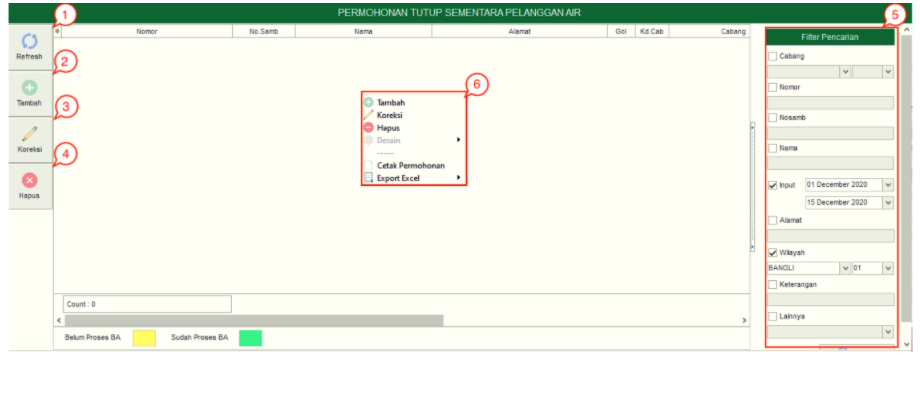 PERMOHONAN TUTUP SEMENTARA PELANGGAN AIR
1
5
Nomor No.Samb Nama Alamat Gol Kd.Cab Cabang
Filter Pencarian
Refresh
2
Tambah
3
Koreksi
4
Hapus
6
Tambah
Koreksi
Hapus
Desain
-----
Cetak Permohonan
Export Excel
Cabang
Nomor
Nosamb
Nama
Input 01 December 2020
15 December 2020
Alamat
Wilayah
BANGLI 01
Keterangan
Lainnya
Count : 0
Belum Proses BA Sudah Proses BA